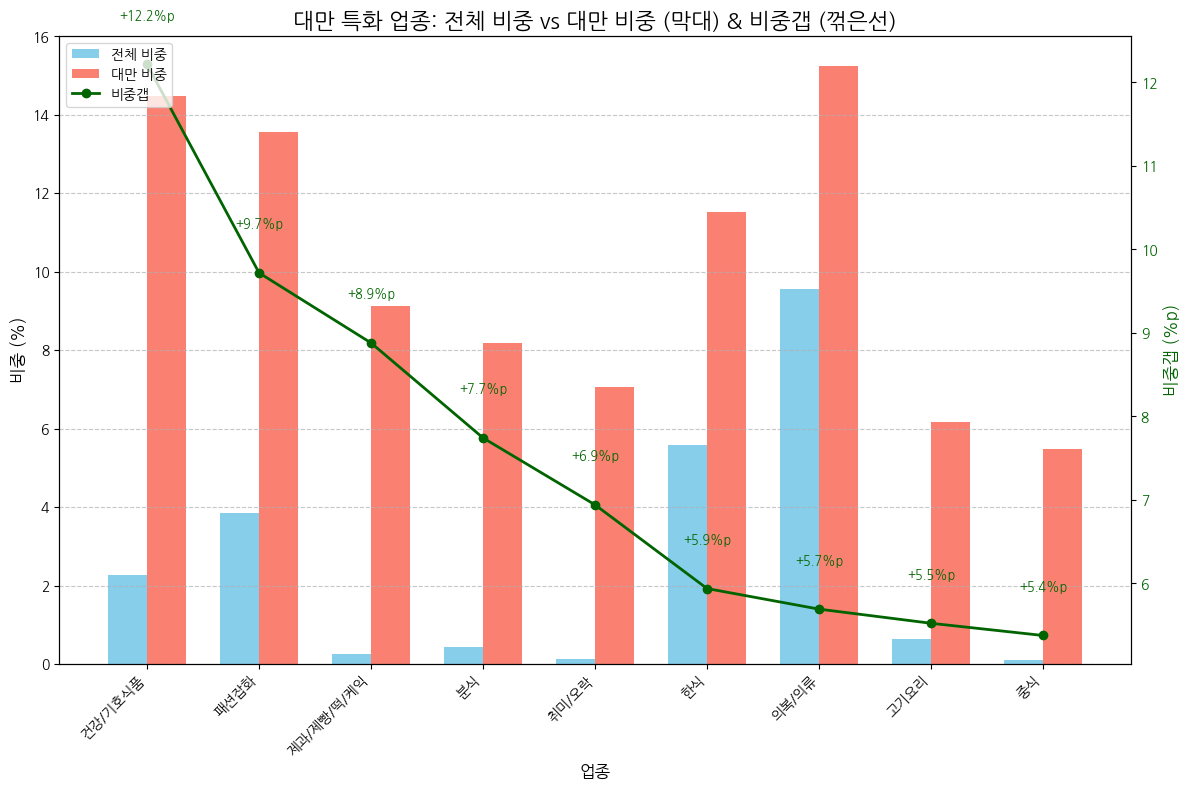 대만 특화 업종: 전체 비중 vs 대만 비중 (막대) & 비중갭 (꺾은선)
전체 비중
대만 비중
비중갭
+12.2%p
+9.7%p
+8.9%p
+7.7%p
+6.9%p
+5.9%p
+5.7%p
+5.5%p
+5.4%p
비중 (%)
16
14
12
10
8
6
4
2
0
비중갭 (%p)
12
11
10
9
8
7
6
건강/기호식품
패션잡화
제과/제빵/떡/케익
분식
취미/오락
한식
의복/의류
고기요리
중식
업종